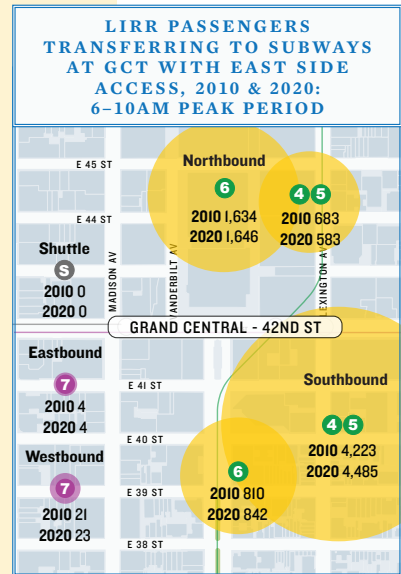 LIRR PASSENGERS
TRANSFERRING TO SUBWAYS
AT GCT WITH EAST SIDE
ACCESS, 2010 & 2020:
6–10AM PEAK PERIOD
E 45 ST
Northbound
6
2010 1,634
2020 1,646
4 5
2010 683
2020 583
E 44 ST
Shuttle
S
2010 0
2020 0
MADISON AV
VANDERBILT AV
LEXINGTON AV
GRAND CENTRAL - 42ND ST
Eastbound
7
2010 4
2020 4
E 41 ST
Southbound
4 5
2010 4,223
2020 4,485
E 40 ST
Westbound
7
2010 21
2020 23
6
2010 810
2020 842
E 39 ST
E 38 ST